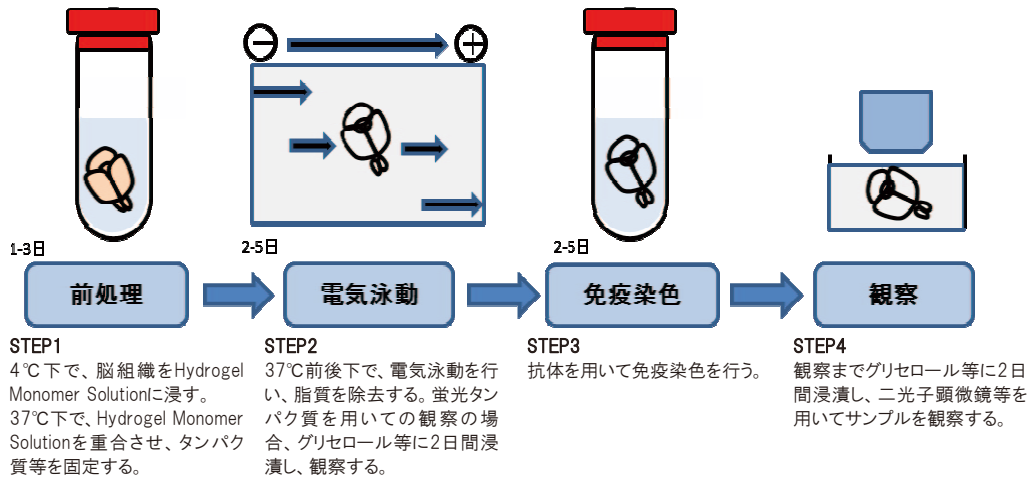 − +
1-3日
2-5日
2-5日
前処理
電気泳動
免疫染色
観察
STEP1
4℃下で、脳組織をHydrogel
Monomer Solutionに浸す。
37℃下で、Hydrogel Monomer
Solutionを重合させ、タンパク
質等を固定する。
STEP2
37℃前後下で、電気泳動を行
い、脂質を除去する。蛍光タン
パク質を用いての観察の場
合、グリセロール等に2日間浸
漬し、観察する。
STEP3
抗体を用いて免疫染色を行う。
STEP4
観察までグリセロール等に2日
間浸漬し、二光子顕微鏡等を
用いてサンプルを観察する。